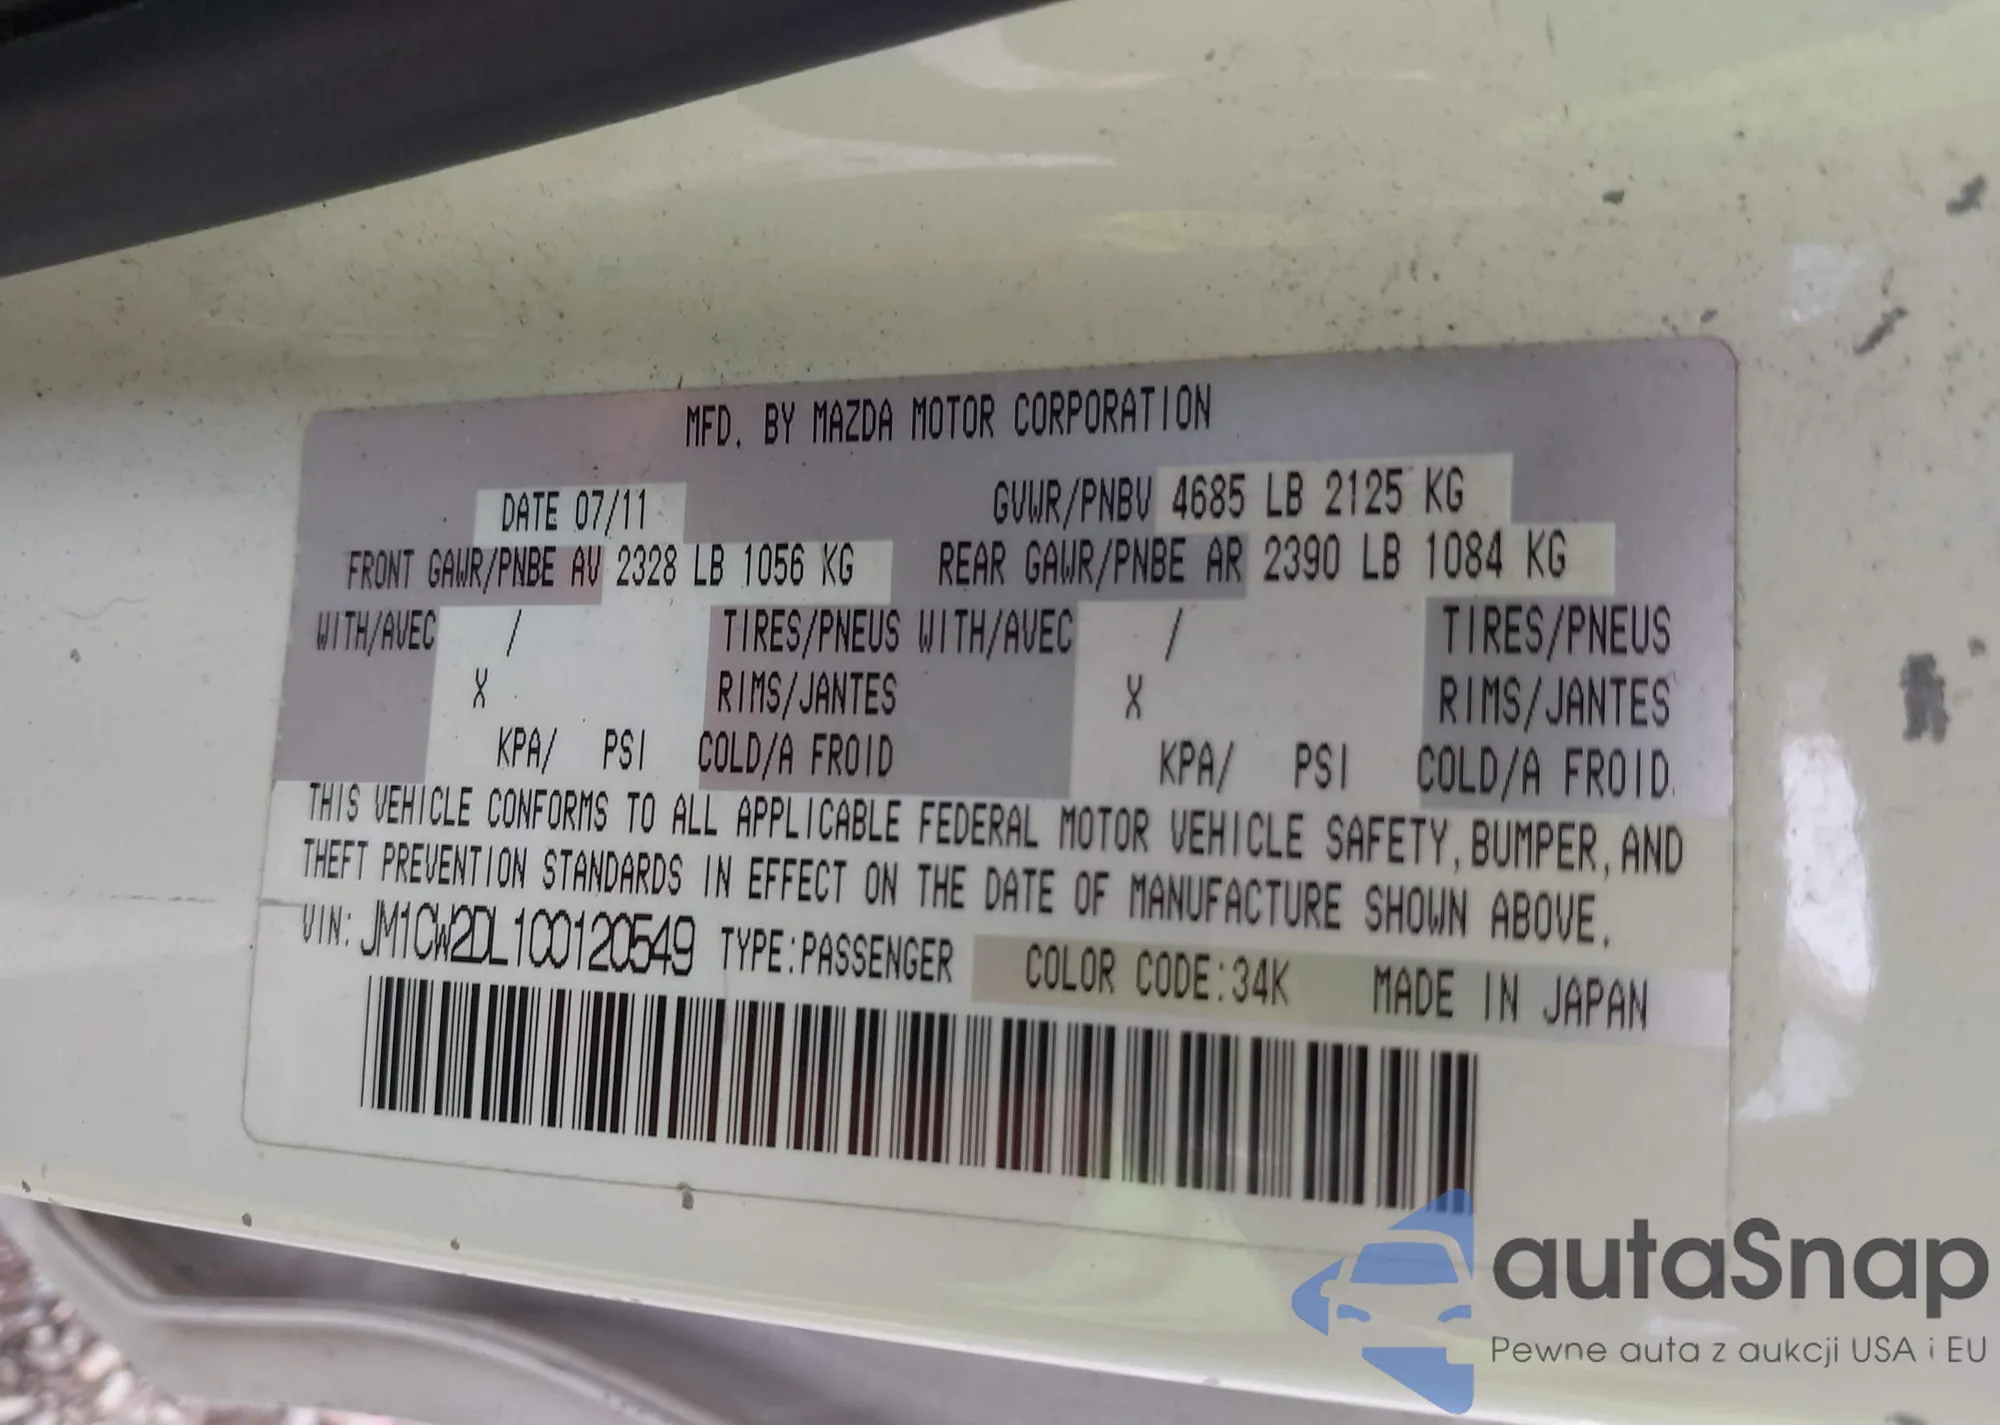 MFD. BY MAZDA MOTOR CORPORATION
DATE 07/11 GVWR/PNBV 4685 LB 2125 KG
FRONT GAWR/PNBE AV 2328 LB 1056 KG REAR GAWR/PNBE AR 2390 LB 1084 KG
WITH/AVEC / TIRES/PNEUS WITH/AVEC / TIRES/PNEUS
X RIMS/JANTES X RIMS/JANTES
KPA/ PSI COLD/A FROID KPA/ PSI COLD/A FROID
THIS VEHICLE CONFORMS TO ALL APPLICABLE FEDERAL MOTOR VEHICLE SAFETY, BUMPER, AND
THEFT PREVENTION STANDARDS IN EFFECT ON THE DATE OF MANUFACTURE SHOWN ABOVE.
VIN: JM1CW2DL1C0120549 TYPE:PASSENGER COLOR CODE:34K MADE IN JAPAN
autaSnap
Pewne auta z aukcji USA i EU